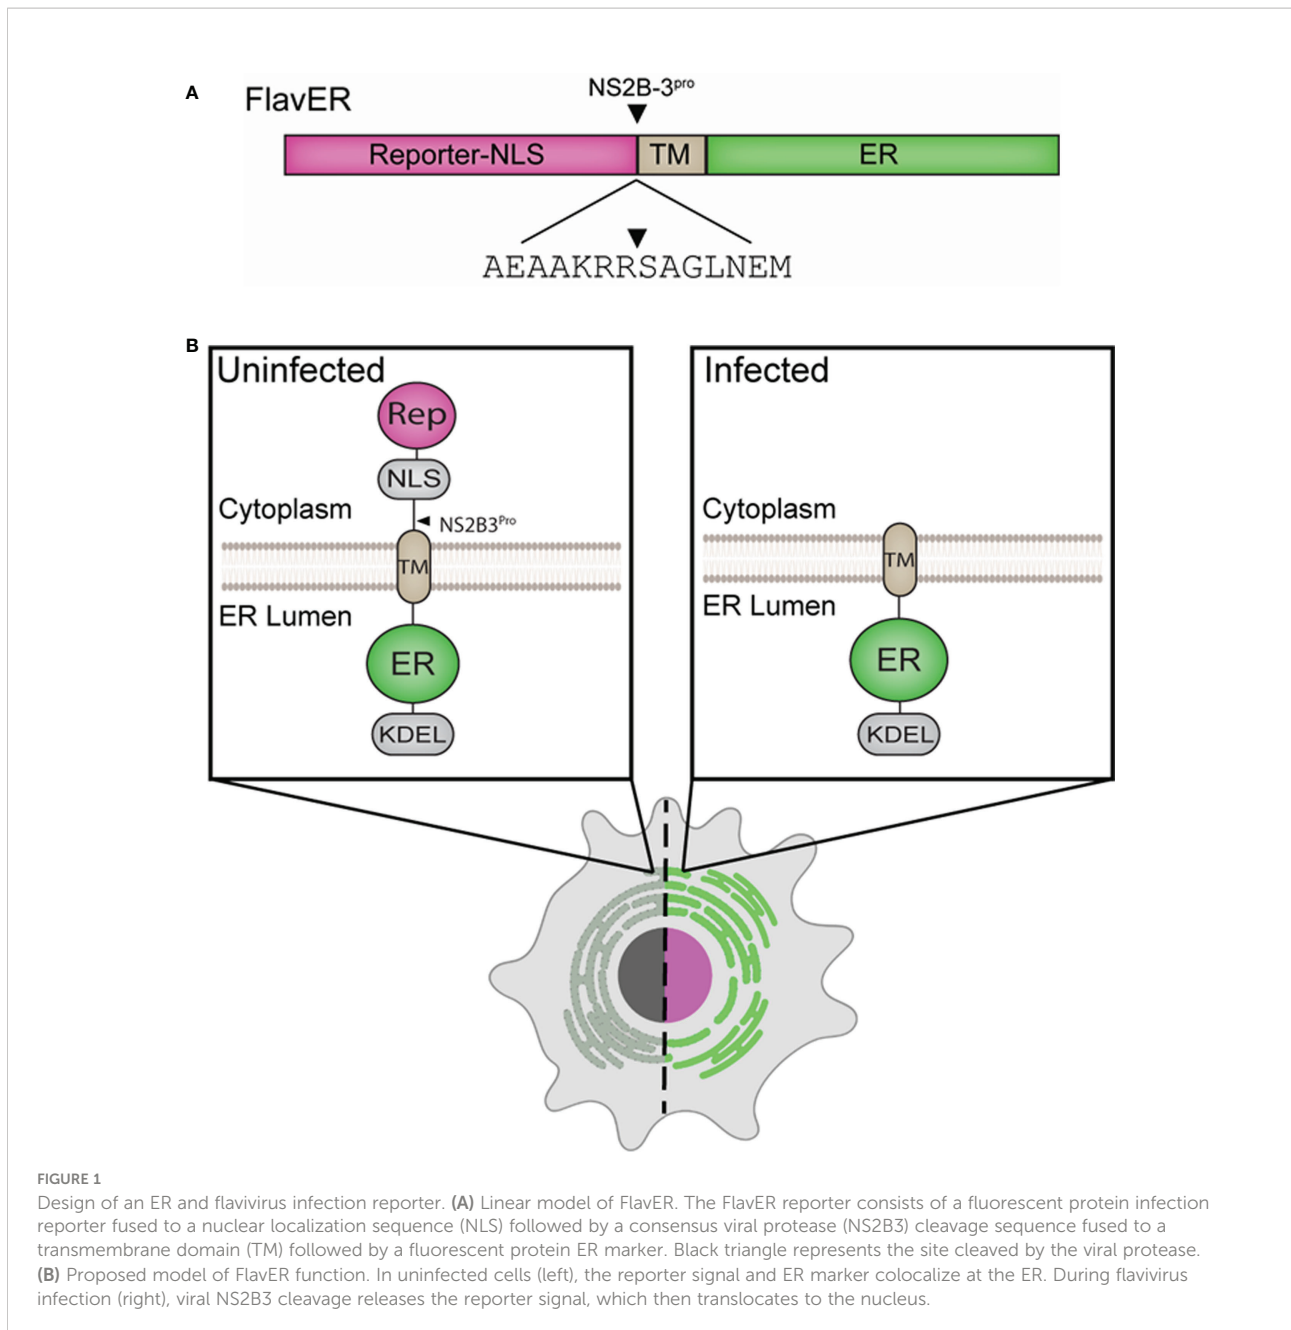 A
FlavER
NS2B-3pro
Reporter-NLS TM ER
AEAAKRRSAGLNEM
B
Uninfected
Rep
NLS
Cytoplasm
NS2B3Pro
TM
ER Lumen
ER
KDEL
Infected
Cytoplasm
TM
ER Lumen
ER
KDEL
FIGURE 1
Design of an ER and flavivirus infection reporter. (A) Linear model of FlavER. The FlavER reporter consists of a fluorescent protein infection
reporter fused to a nuclear localization sequence (NLS) followed by a consensus viral protease (NS2B3) cleavage sequence fused to a
transmembrane domain (TM) followed by a fluorescent protein ER marker. Black triangle represents the site cleaved by the viral protease.
(B) Proposed model of FlavER function. In uninfected cells (left), the reporter signal and ER marker colocalize at the ER. During flavivirus
infection (right), viral NS2B3 cleavage releases the reporter signal, which then translocates to the nucleus.